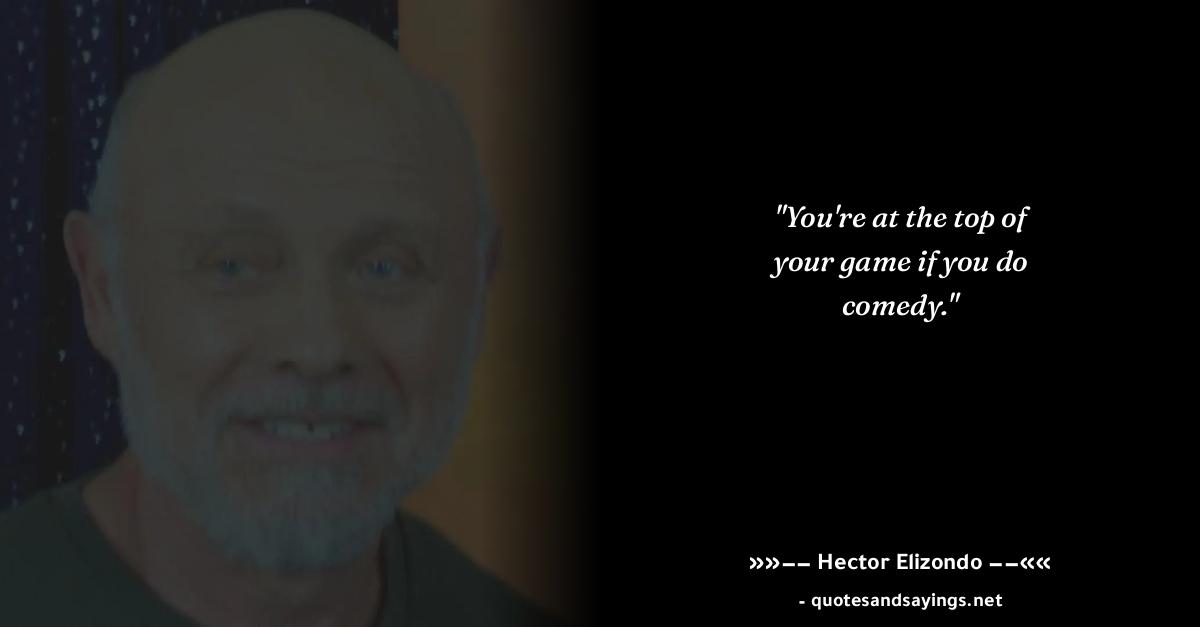 "You're at the top of
your game if you do
comedy."
»»–– Hector Elizondo ––««
- quotesandsayings.net